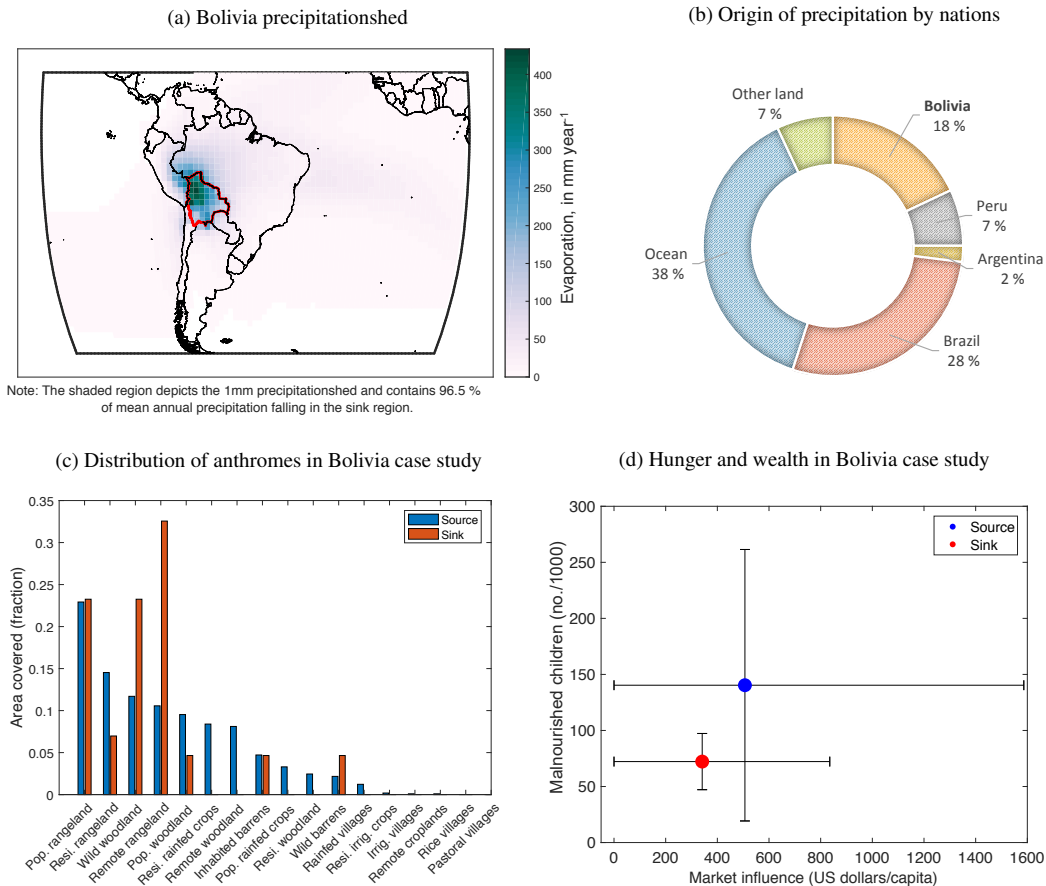 (a) Bolivia precipitationshed
400
350
300
250
200
150
100
50
0
Evaporation, in mm year-1
Note: The shaded region depicts the 1mm precipitationshed and contains 96.5 %
of mean annual precipitation falling in the sink region.
(b) Origin of precipitation by nations
Other land
7 %
Bolivia
18 %
Peru
7 %
Argentina
2 %
Ocean
38 %
Brazil
28 %
(c) Distribution of anthromes in Bolivia case study
Source
Sink
0.35
0.3
0.25
0.2
0.15
0.1
0.05
0
Area covered (fraction)
Pop. rangeland
Resi. rangeland
Wild woodland
Remote rangeland
Pop. woodland
Resi. rainfed crops
Remote woodland
Inhabited barrens
Pop. rainfed crops
Resi. woodland
Wild barrens
Rainfed villages
Resi. irrig. crops
Irrig. villages
Remote croplands
Rice villages
Pastoral villages
(d) Hunger and wealth in Bolivia case study
Source
Sink
300
250
200
150
100
50
0
Malnourished children (no./1000)
0 200 400 600 800 1000 1200 1400 1600
Market influence (US dollars/capita)